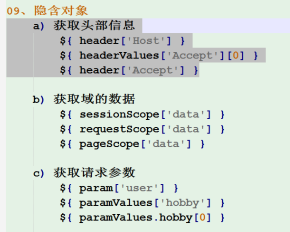 09、隐含对象
a) 获取头部信息
${ header['Host'] }
${ headerValues['Accept'][0] }
${ header['Accept'] }
b) 获取域的数据
${ sessionScope['data'] }
${ requestScope['data'] }
${ pageScope['data'] }
c) 获取请求参数
${ param['user'] }
${ paramValues['hobby'] }
${ paramValues.hobby[0] }